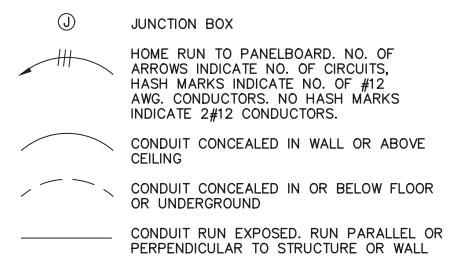 J JUNCTION BOX
HOME RUN TO PANELBOARD. NO. OF
ARROWS INDICATE NO. OF CIRCUITS,
HASH MARKS INDICATE NO. OF #12
AWG. CONDUCTORS. NO HASH MARKS
INDICATE 2#12 CONDUCTORS.
CONDUIT CONCEALED IN WALL OR ABOVE
CEILING
CONDUIT CONCEALED IN OR BELOW FLOOR
OR UNDERGROUND
CONDUIT RUN EXPOSED. RUN PARALLEL OR
PERPENDICULAR TO STRUCTURE OR WALL